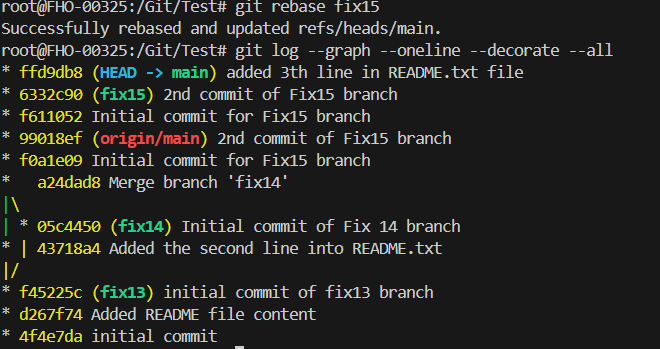 root@FHO-00325:/Git/Test# git rebase fix15
Successfully rebased and updated refs/heads/main.
root@FHO-00325:/Git/Test# git log --graph --oneline --decorate --all
* ffd9db8 (HEAD -> main) added 3th line in README.txt file
* 6332c90 (fix15) 2nd commit of Fix15 branch
* f611052 Initial commit for Fix15 branch
* 99018ef (origin/main) 2nd commit of Fix15 branch
* f0a1e09 Initial commit for Fix15 branch
*   a24dad8 Merge branch 'fix14'
|\
| * 05c4450 (fix14) Initial commit of Fix 14 branch
* | 43718a4 Added the second line into README.txt
|/
* f45225c (fix13) initial commit of fix13 branch
* d267f74 Added README file content
* 4f4e7da initial commit